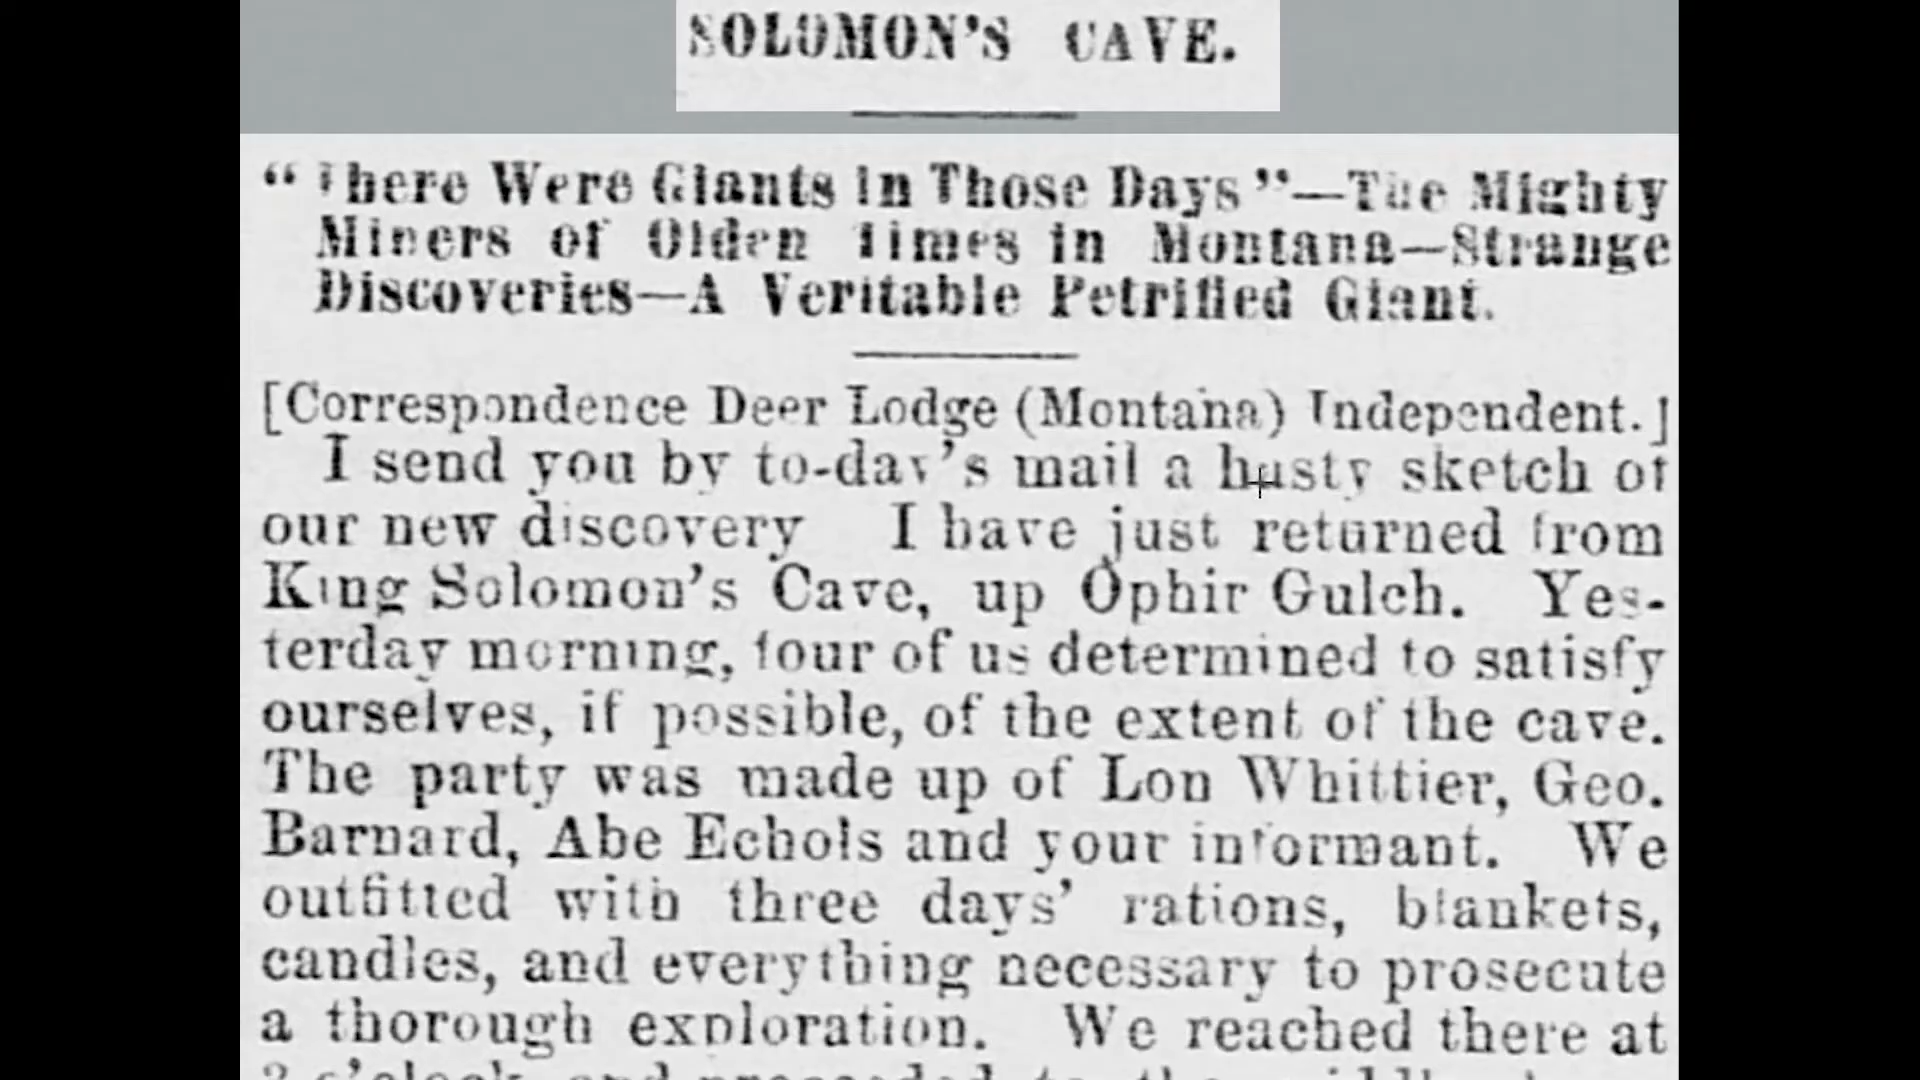 SOLOMON'S CAVE.
"There Were Giants in Those Days"—The Mighty
Miners of Olden Times in Montana—Strange
Discoveries—A Veritable Petrified Giant.
[Correspondence Deer Lodge (Montana) Independent.]
I send you by to-day's mail a hasty sketch of
our new discovery I have just returned from
King Solomon's Cave, up Ophir Gulch. Yes-
terday morning, four of us determined to satisfy
ourselves, if possible, of the extent of the cave.
The party was made up of Lon Whittier, Geo.
Barnard, Abe Echols and your informant. We
outfitted with three days' rations, blankets,
candles, and everything necessary to prosecute
a thorough exploration. We reached there at
o'clock and proceeded to the